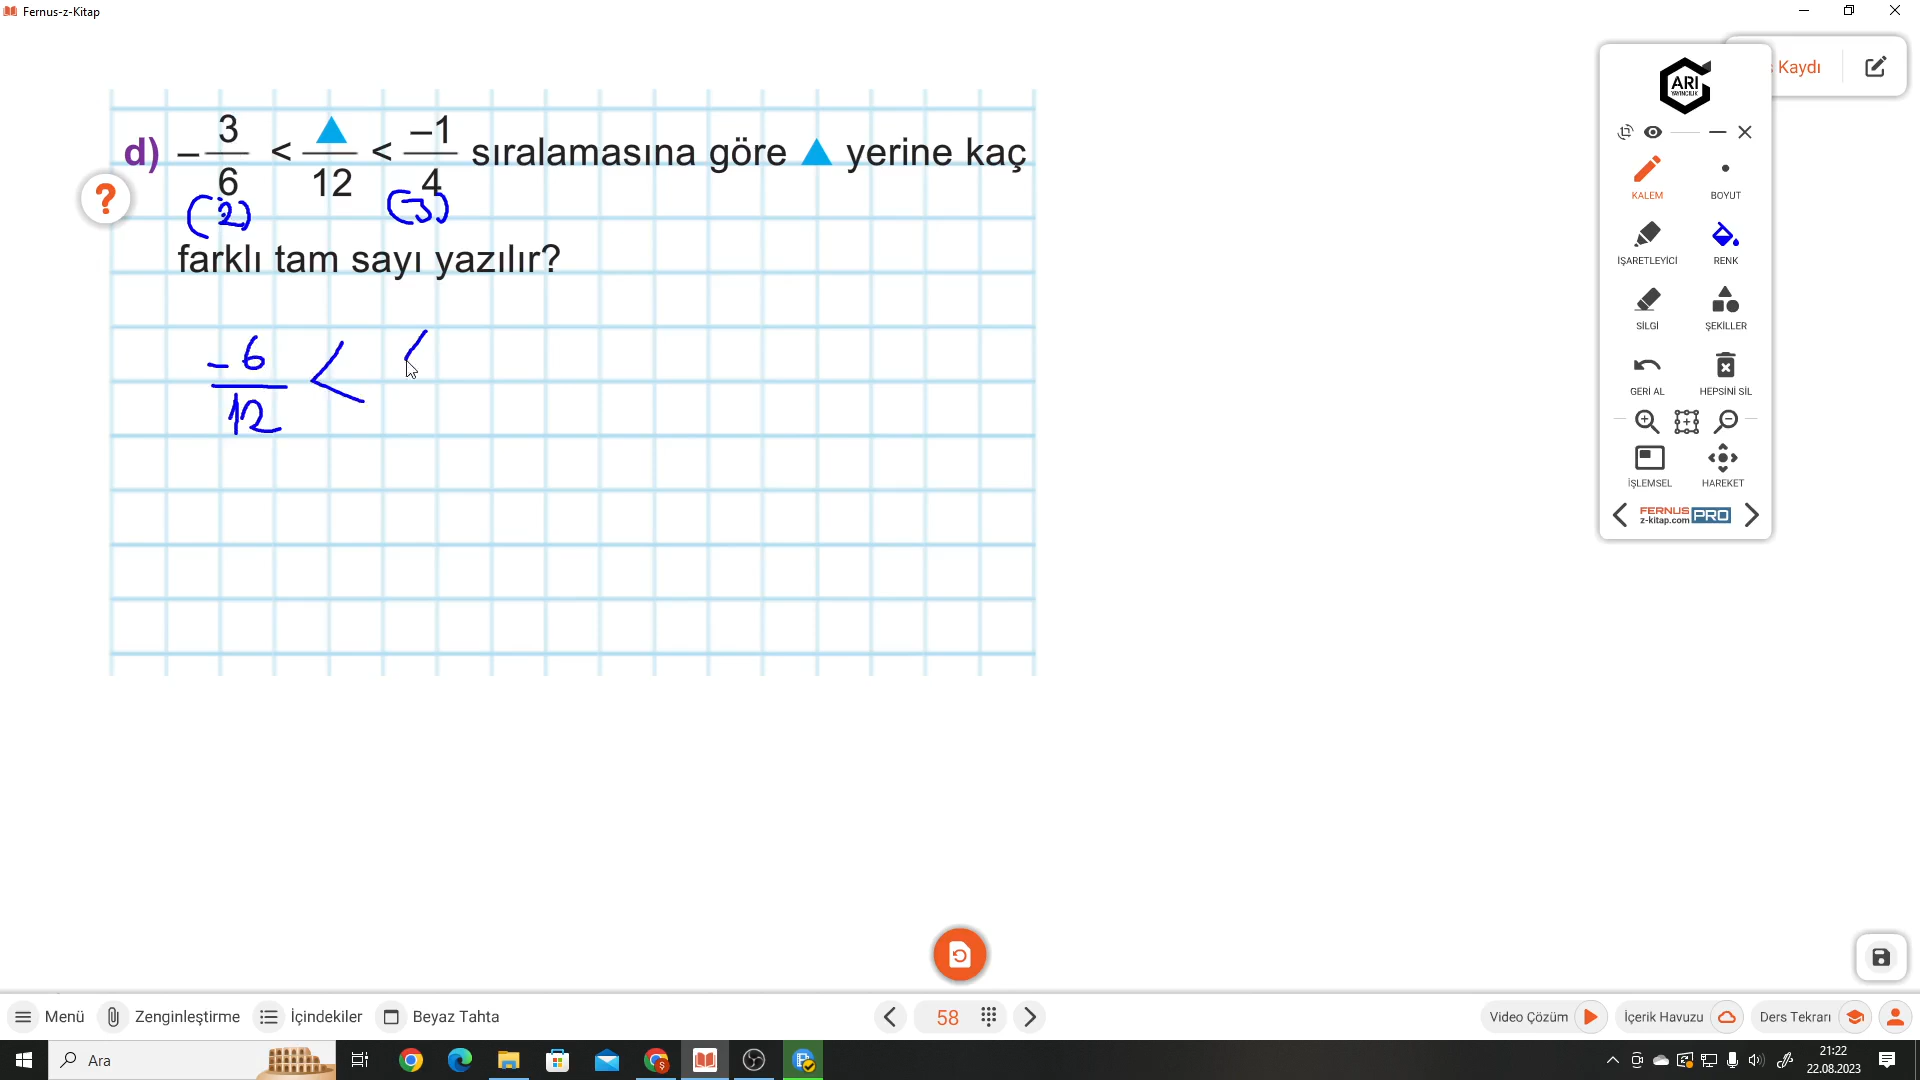 Fernus-z-Kitap
Kaydı
ARI
YAYINCILIK
d) -3/6 < ▲/12 < –1/4 sıralamasına göre ▲ yerine kaç
(2) (3)
farklı tam sayı yazılır?
-6/12 < <
KALEM
BOYUT
İŞARETLEYİCİ
RENK
SİLGİ
ŞEKİLLER
GERİ AL
HEPSİNİ SİL
İŞLEMSEL
HAREKET
FERNUS
z-kitap.com PRO
Menü
Zenginleştirme
İçindekiler
Beyaz Tahta
58
Video Çözüm
İçerik Havuzu
Ders Tekrarı
Ara
21:22
22.08.2023